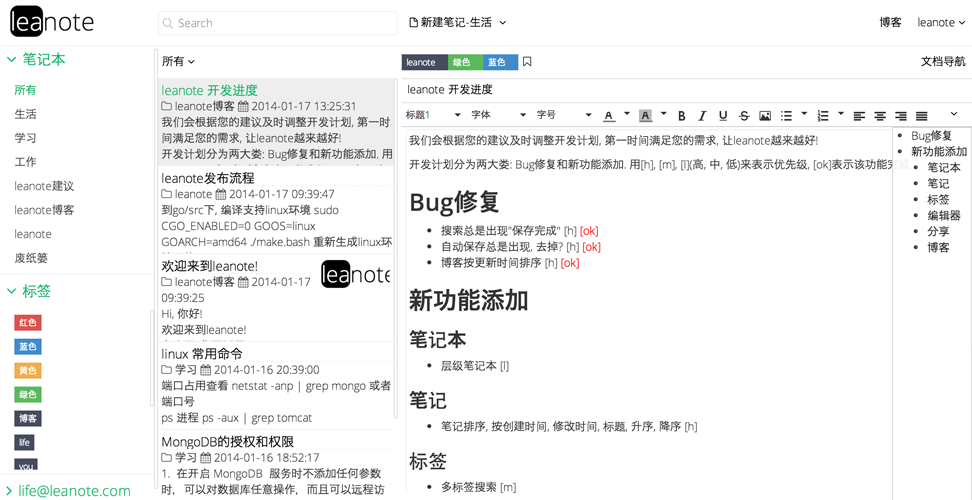 leanote
Search
新建笔记-生活
博客
leanote
笔记本
所有
生活
学习
工作
leanote建议
leanote博客
leanote
废纸篓
标签
红色
蓝色
黄色
绿色
博客
life
you
life@leanote.com
所有
leanote 开发进度
leanote博客 2014-01-17 13:25:31
我们会根据您的建议及时调整开发计划, 第一时
间满足您的需求, 让leanote越来越好!
开发计划分为两大类: Bug修复和新功能添加. 用
leanote发布流程
leanote 2014-01-17 09:39:47
到go/src下, 编译支持linux环境 sudo
CGO_ENABLED=0 GOOS=linux
GOARCH=amd64 ./make.bash 重新生成linux环
欢迎来到leanote!
leanote博客 2014-01-17
09:39:25
Hi, 你好!
欢迎来到leanote!
leanote
linux 常用命令
学习 2014-01-16 20:39:00
端口占用查看 netstat -anp | grep mongo 或者
端口号
ps 进程 ps -aux | grep tomcat
MongoDB的授权和权限
学习 2014-01-16 18:52:17
1. 在开启 MongoDB 服务时不添加任何参数
时, 可以对数据库任意操作, 而且可以远程访
leanote 绿色 蓝色
文档导航
leanote 开发进度
标题1 字体 字号 A A B I U S
我们会根据您的建议及时调整开发计划, 第一时间满足您的需求, 让leanote越来越好!
开发计划分为两大类: Bug修复和新功能添加. 用[h], [m], [l](高, 中, 低)来表示优先级, [ok]表示该功能完成
Bug修复
搜索总是出现"保存完成" [h] [ok]
自动保存总是出现, 去掉? [h] [ok]
博客按更新时间排序 [h] [ok]
新功能添加
笔记本
层级笔记本 [l]
笔记
笔记排序, 按创建时间, 修改时间, 标题, 升序, 降序 [h]
标签
多标签搜索 [m]
Bug修复
新功能添加
笔记本
笔记
标签
编辑器
分享
博客